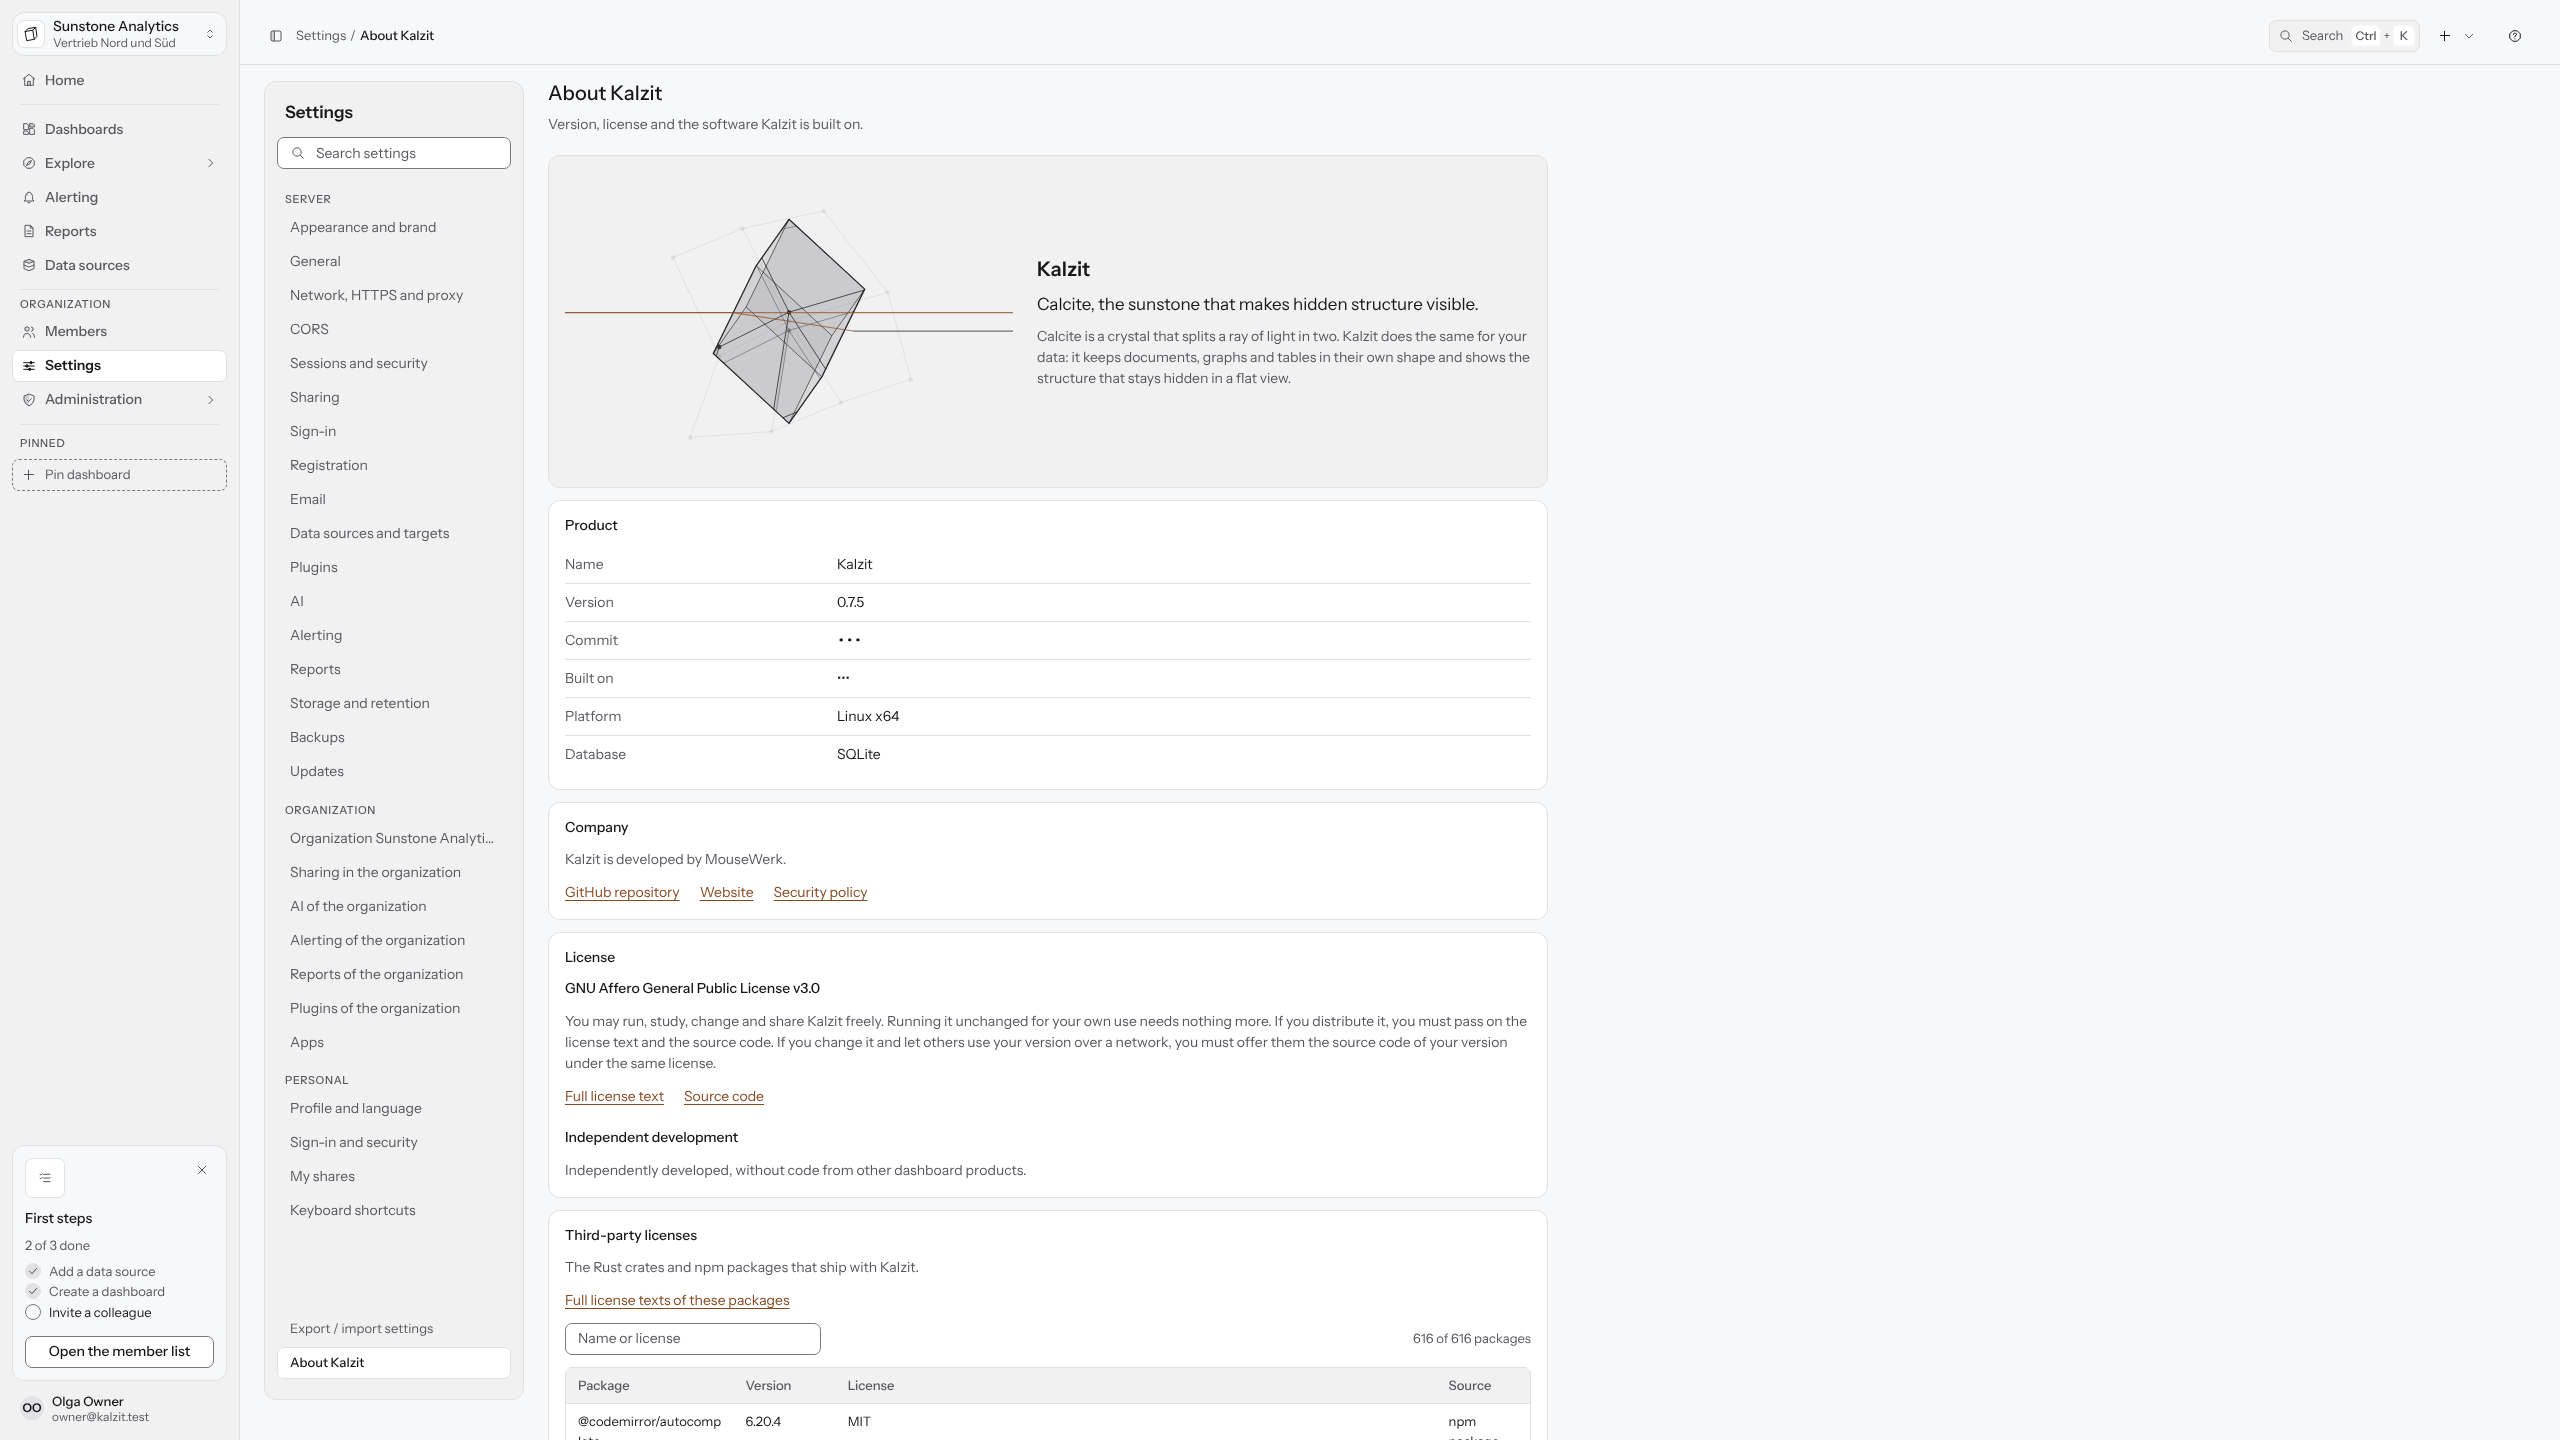 Sunstone Analytics
Vertrieb Nord und Süd
Home
Dashboards
Explore
Alerting
Reports
Data sources
ORGANIZATION
Members
Settings
Administration
PINNED
Pin dashboard
First steps
2 of 3 done
Add a data source
Create a dashboard
Invite a colleague
Open the member list
OO
Olga Owner
owner@kalzit.test
Settings / About Kalzit
Search Ctrl + K
Settings
Search settings
SERVER
Appearance and brand
General
Network, HTTPS and proxy
CORS
Sessions and security
Sharing
Sign-in
Registration
Email
Data sources and targets
Plugins
AI
Alerting
Reports
Storage and retention
Backups
Updates
ORGANIZATION
Organization Sunstone Analyti...
Sharing in the organization
AI of the organization
Alerting of the organization
Reports of the organization
Plugins of the organization
Apps
PERSONAL
Profile and language
Sign-in and security
My shares
Keyboard shortcuts
Export / import settings
About Kalzit
About Kalzit
Version, license and the software Kalzit is built on.
Kalzit
Calcite, the sunstone that makes hidden structure visible.
Calcite is a crystal that splits a ray of light in two. Kalzit does the same for your
data: it keeps documents, graphs and tables in their own shape and shows the
structure that stays hidden in a flat view.
Product
Name Kalzit
Version 0.7.5
Commit •••
Built on ···
Platform Linux x64
Database SQLite
Company
Kalzit is developed by MouseWerk.
GitHub repository Website Security policy
License
GNU Affero General Public License v3.0
You may run, study, change and share Kalzit freely. Running it unchanged for your own use needs nothing more. If you distribute it, you must pass on the
license text and the source code. If you change it and let others use your version over a network, you must offer them the source code of your version
under the same license.
Full license text Source code
Independent development
Independently developed, without code from other dashboard products.
Third-party licenses
The Rust crates and npm packages that ship with Kalzit.
Full license texts of these packages
Name or license 616 of 616 packages
Package Version License Source
@codemirror/autocomp 6.20.4 MIT npm